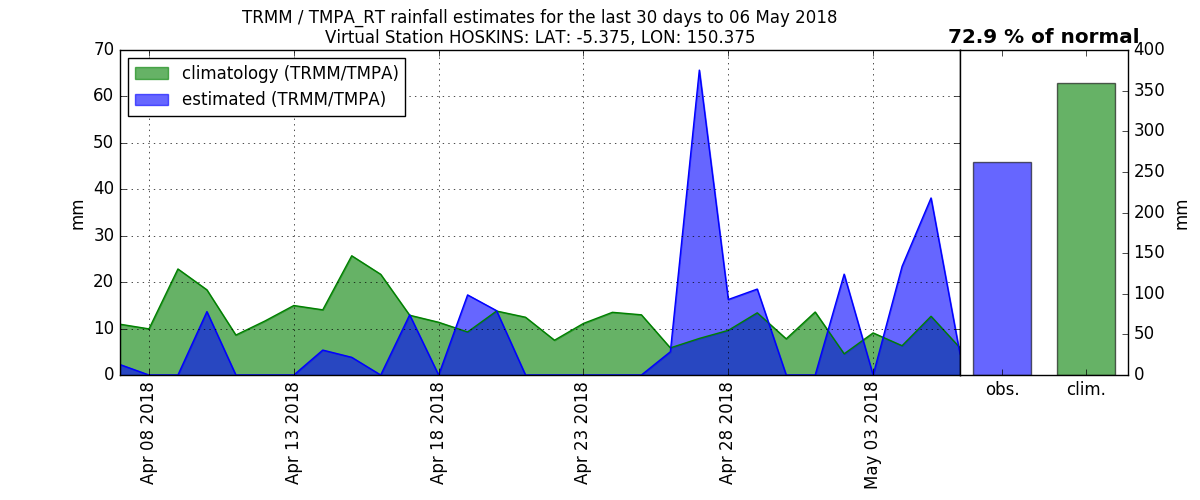 TRMM / TMPA_RT rainfall estimates for the last 30 days to 06 May 2018
Virtual Station HOSKINS: LAT: -5.375, LON: 150.375
72.9 % of normal
climatology (TRMM/TMPA)
estimated (TRMM/TMPA)
70
60
50
40
30
20
10
0
mm
Apr 08 2018
Apr 13 2018
Apr 18 2018
Apr 23 2018
Apr 28 2018
May 03 2018
400
350
300
250
200
150
100
50
0
mm
obs.
clim.